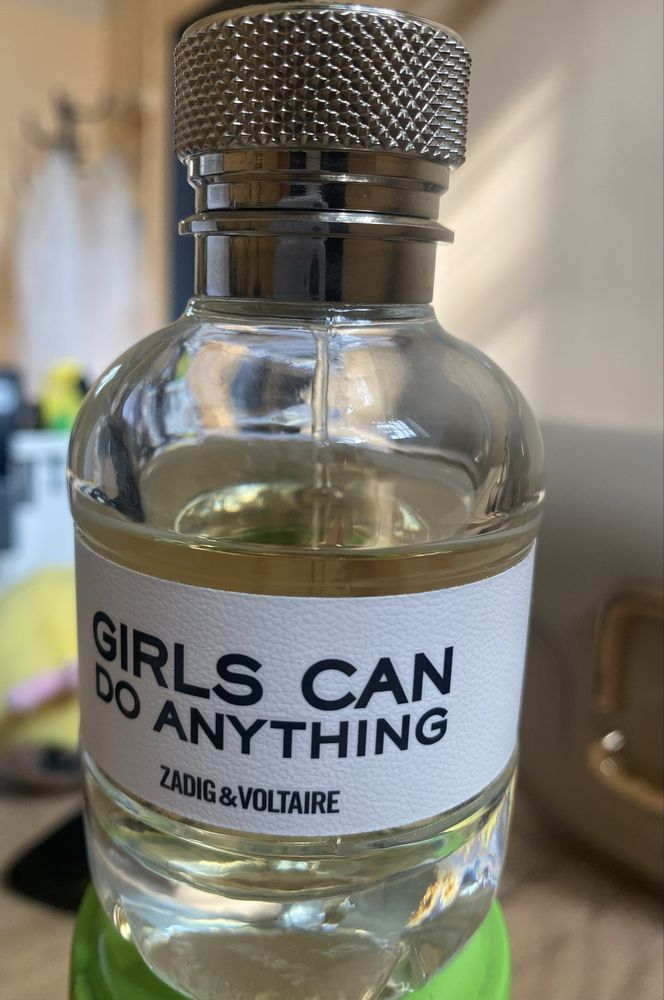 GIRLS CAN
DO ANYTHING
ZADIG & VOLTAIRE